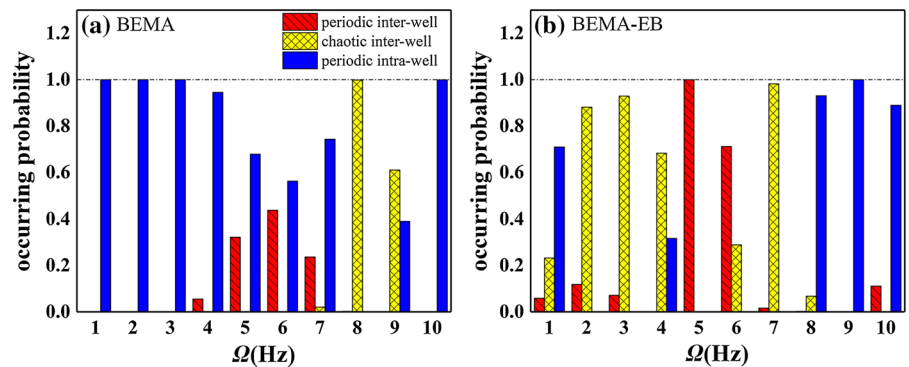 (a) BEMA
periodic inter-well
chaotic inter-well
periodic intra-well
occurring probability
1.2
1.0
0.8
0.6
0.4
0.2
0.0
1 2 3 4 5 6 7 8 9 10
Ω(Hz)
(b) BEMA-EB
occurring probability
1.2
1.0
0.8
0.6
0.4
0.2
0.0
1 2 3 4 5 6 7 8 9 10
Ω(Hz)